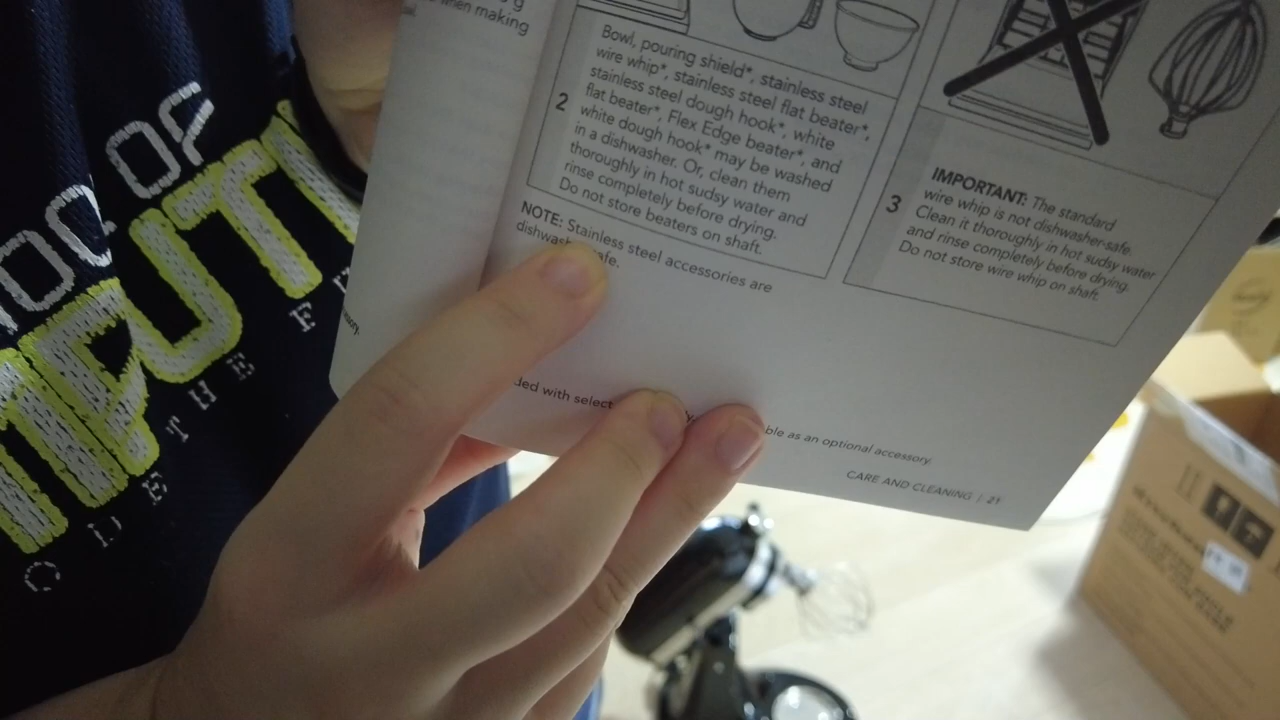 g
when making
2
Bowl, pouring shield*, stainless steel
wire whip*, stainless steel flat beater*,
stainless steel dough hook*, white
flat beater*, Flex Edge beater*, and
white dough hook* may be washed
in a dishwasher. Or, clean them
thoroughly in hot sudsy water and
rinse completely before drying.
Do not store beaters on shaft.
NOTE: Stainless steel accessories are
3
IMPORTANT: The standard
wire whip is not dishwasher-safe.
Clean it thoroughly in hot sudsy water
and rinse completely before drying.
Do not store wire whip on shaft.
with select
as an optional accessory.
CARE AND CLEANING | 21
OF
THE